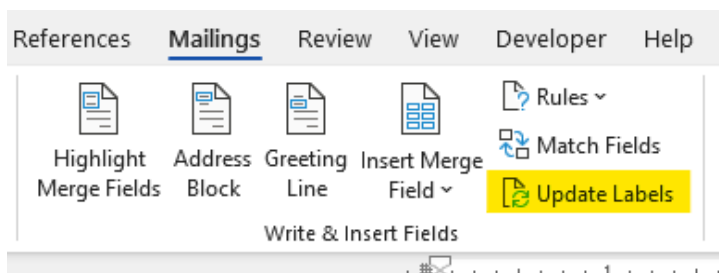 References Mailings Review View Developer Help
Highlight Merge Fields
Address Block
Greeting Line
Insert Merge Field
Rules
Match Fields
Update Labels
Write & Insert Fields
1